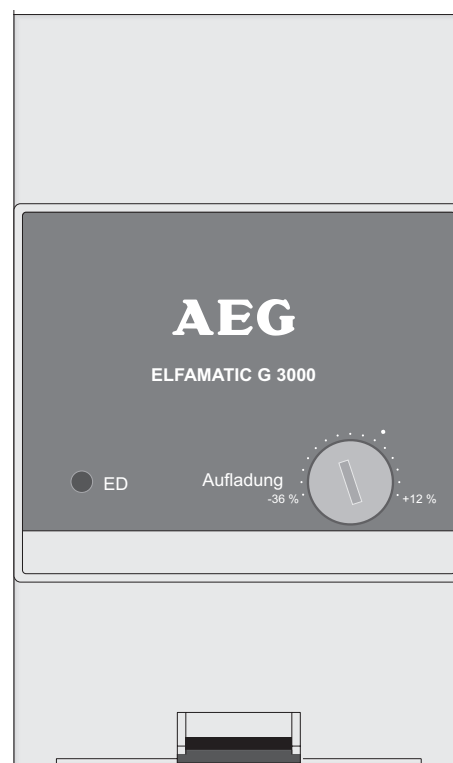 AEG
ELFAMATIC G 3000
ED
Aufladung
-36 %
+12 %